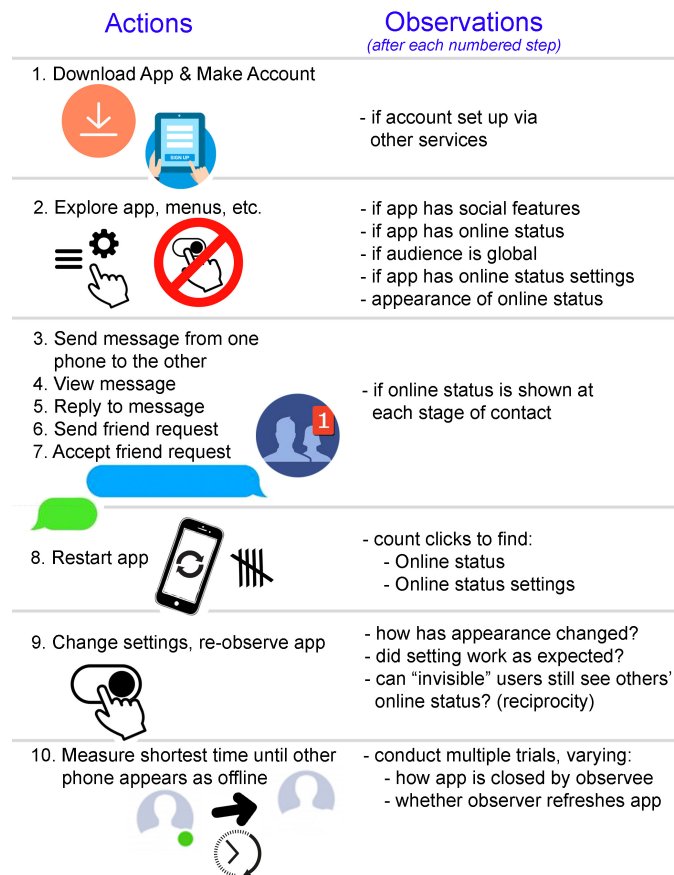 Actions
Observations
(after each numbered step)
1. Download App & Make Account
SIGN UP
- if account set up via
other services
2. Explore app, menus, etc.
- if app has social features
- if app has online status
- if audience is global
- if app has online status settings
- appearance of online status
3. Send message from one
phone to the other
4. View message
5. Reply to message
6. Send friend request
7. Accept friend request
1
- if online status is shown at
each stage of contact
8. Restart app
- count clicks to find:
- Online status
- Online status settings
9. Change settings, re-observe app
- how has appearance changed?
- did setting work as expected?
- can “invisible” users still see others’
online status? (reciprocity)
10. Measure shortest time until other
phone appears as offline
- conduct multiple trials, varying:
- how app is closed by observee
- whether observer refreshes app